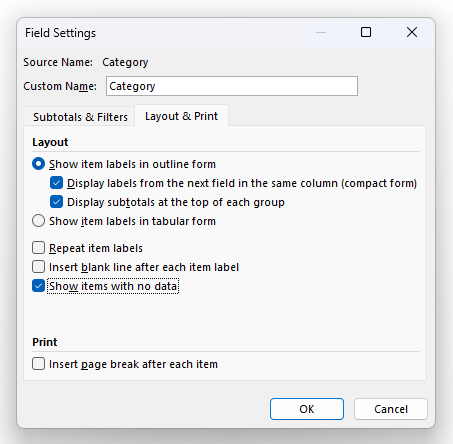 Field Settings
Source Name: Category
Custom Name: Category
Subtotals & Filters Layout & Print
Layout
Show item labels in outline form
Display labels from the next field in the same column (compact form)
Display subtotals at the top of each group
Show item labels in tabular form
Repeat item labels
Insert blank line after each item label
Show items with no data
Print
Insert page break after each item
OK Cancel